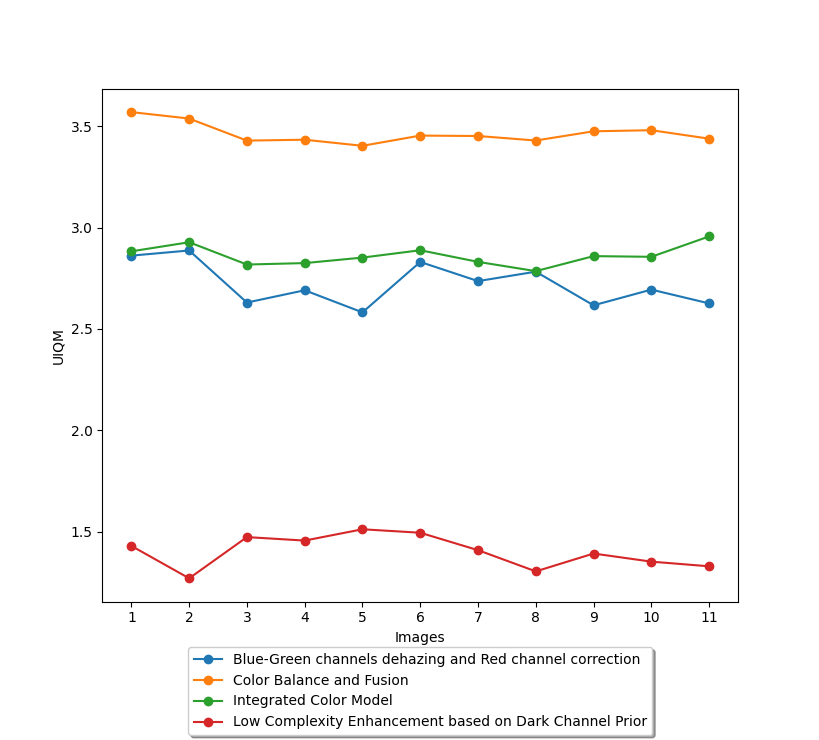 3.5
3.0
2.5
2.0
1.5
UIQM
1 2 3 4 5 6 7 8 9 10 11
Images
Blue-Green channels dehazing and Red channel correction
Color Balance and Fusion
Integrated Color Model
Low Complexity Enhancement based on Dark Channel Prior